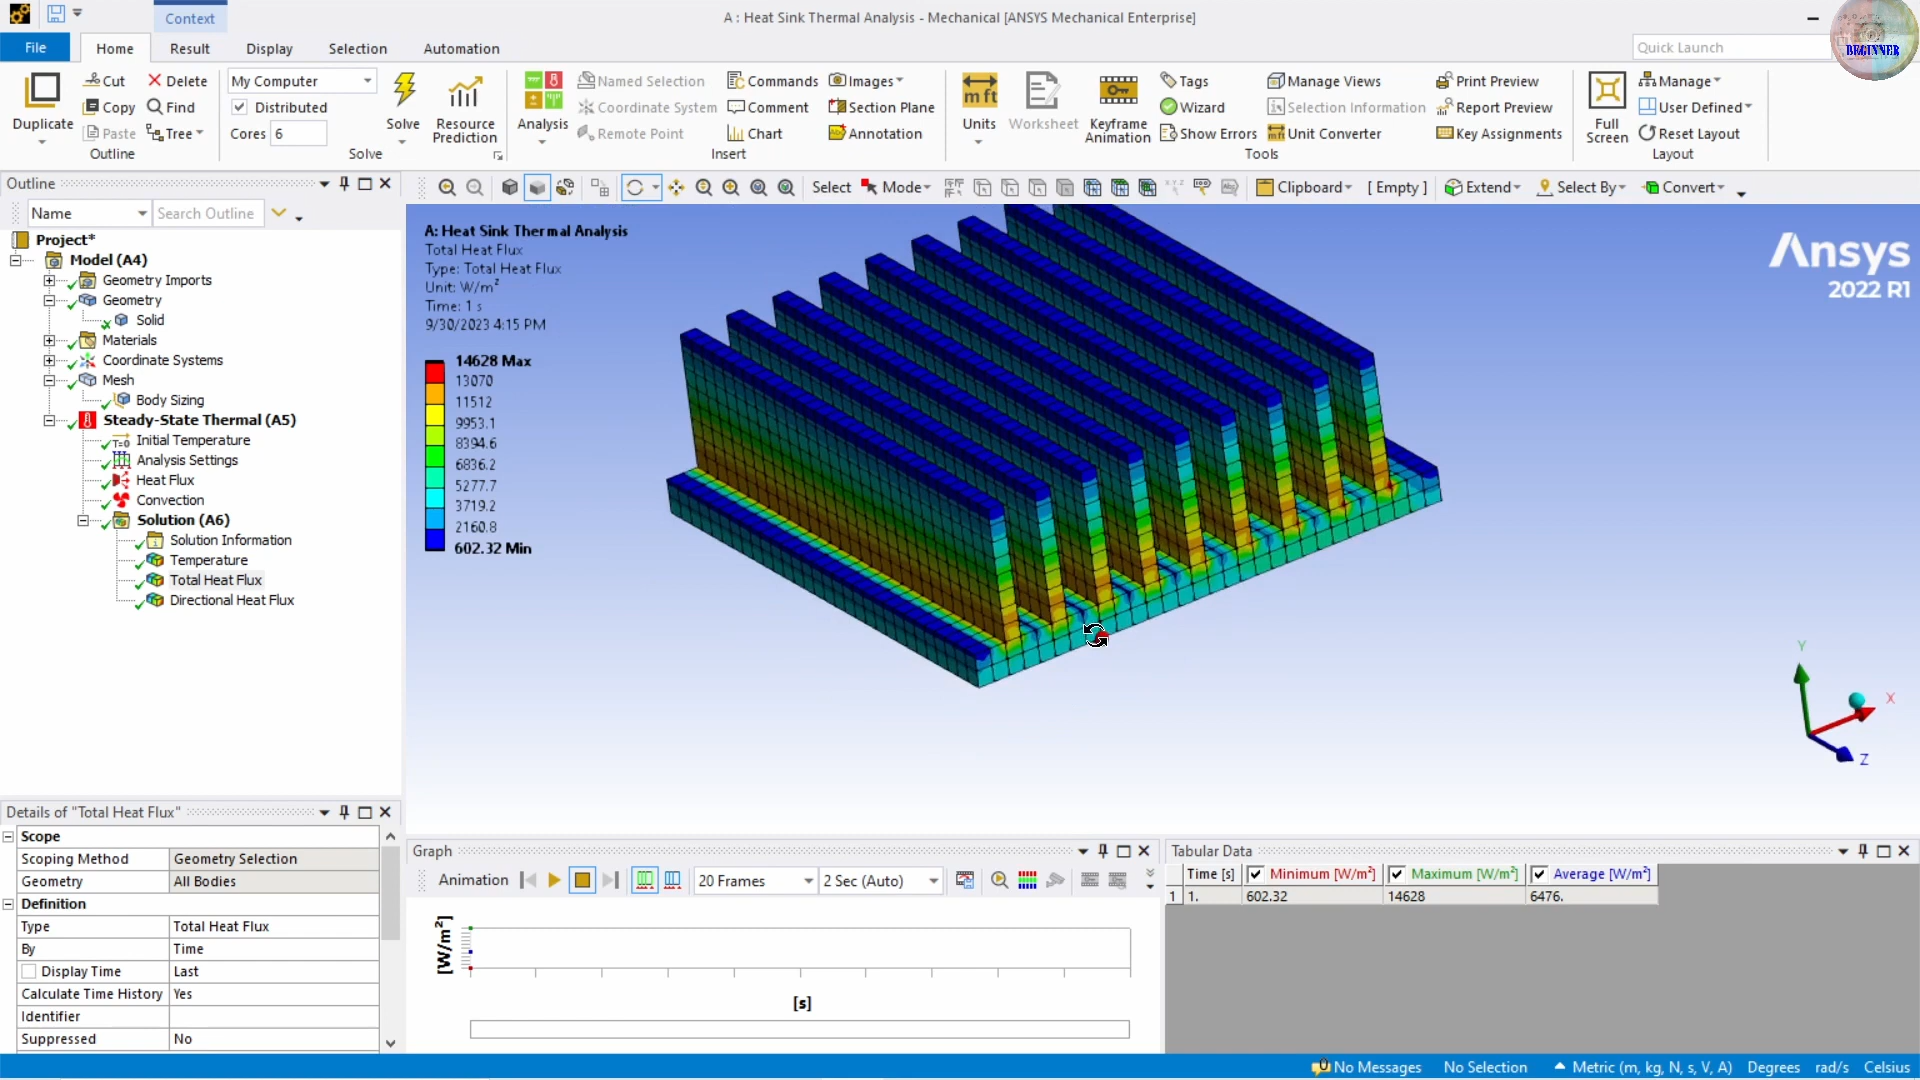 Context
A : Heat Sink Thermal Analysis - Mechanical [ANSYS Mechanical Enterprise]
BEGINNER
File Home Result Display Selection Automation
Quick Launch
Duplicate
Cut
Copy
Paste
Delete
Find
Tree
Outline
My Computer
Distributed
Cores 6
Solve
Resource
Prediction
Solve
Analysis
Named Selection
Coordinate System
Remote Point
Commands
Comment
Chart
Images
Section Plane
Annotation
Insert
Units
Worksheet
Keyframe
Animation
Tags
Wizard
Show Errors
Manage Views
Selection Information
Unit Converter
Print Preview
Report Preview
Key Assignments
Tools
Full
Screen
Manage
User Defined
Reset Layout
Layout
Outline
Select Mode Clipboard [ Empty ] Extend Select By Convert
Name Search Outline
Project*
Model (A4)
Geometry Imports
Geometry
Solid
Materials
Coordinate Systems
Mesh
Body Sizing
Steady-State Thermal (A5)
Initial Temperature
Analysis Settings
Heat Flux
Convection
Solution (A6)
Solution Information
Temperature
Total Heat Flux
Directional Heat Flux
A: Heat Sink Thermal Analysis
Total Heat Flux
Type: Total Heat Flux
Unit: W/m²
Time: 1 s
9/30/2023 4:15 PM
14628 Max
13070
11512
9953.1
8394.6
6836.2
5277.7
3719.2
2160.8
602.32 Min
Ansys
2022 R1
Y
X
Z
Details of "Total Heat Flux"
Scope
Scoping Method Geometry Selection
Geometry All Bodies
Definition
Type Total Heat Flux
By Time
Display Time Last
Calculate Time History Yes
Identifier
Suppressed No
Graph
Animation 20 Frames 2 Sec (Auto)
[W/m²]
[s]
Tabular Data
Time [s] Minimum [W/m²] Maximum [W/m²] Average [W/m²]
1 1. 602.32 14628 6476.
No Messages No Selection Metric (m, kg, N, s, V, A) Degrees rad/s Celsius